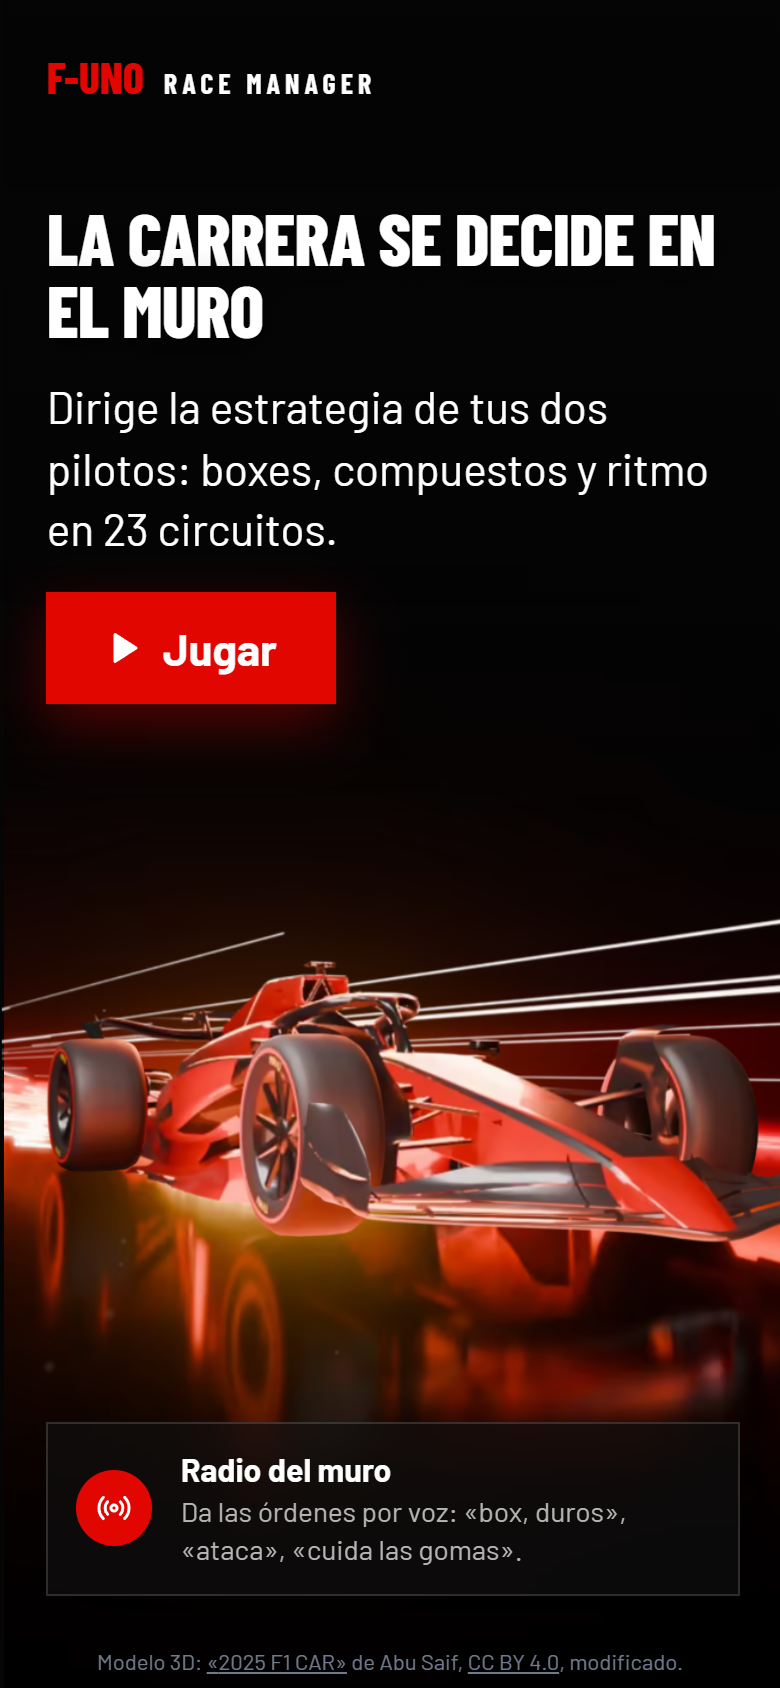 F-UNO RACE MANAGER
LA CARRERA SE DECIDE EN
EL MURO
Dirige la estrategia de tus dos
pilotos: boxes, compuestos y ritmo
en 23 circuitos.
Jugar
Radio del muro
Da las órdenes por voz: «box, duros»,
«ataca», «cuida las gomas».
Modelo 3D: «2025 F1 CAR» de Abu Saif, CC BY 4.0, modificado.